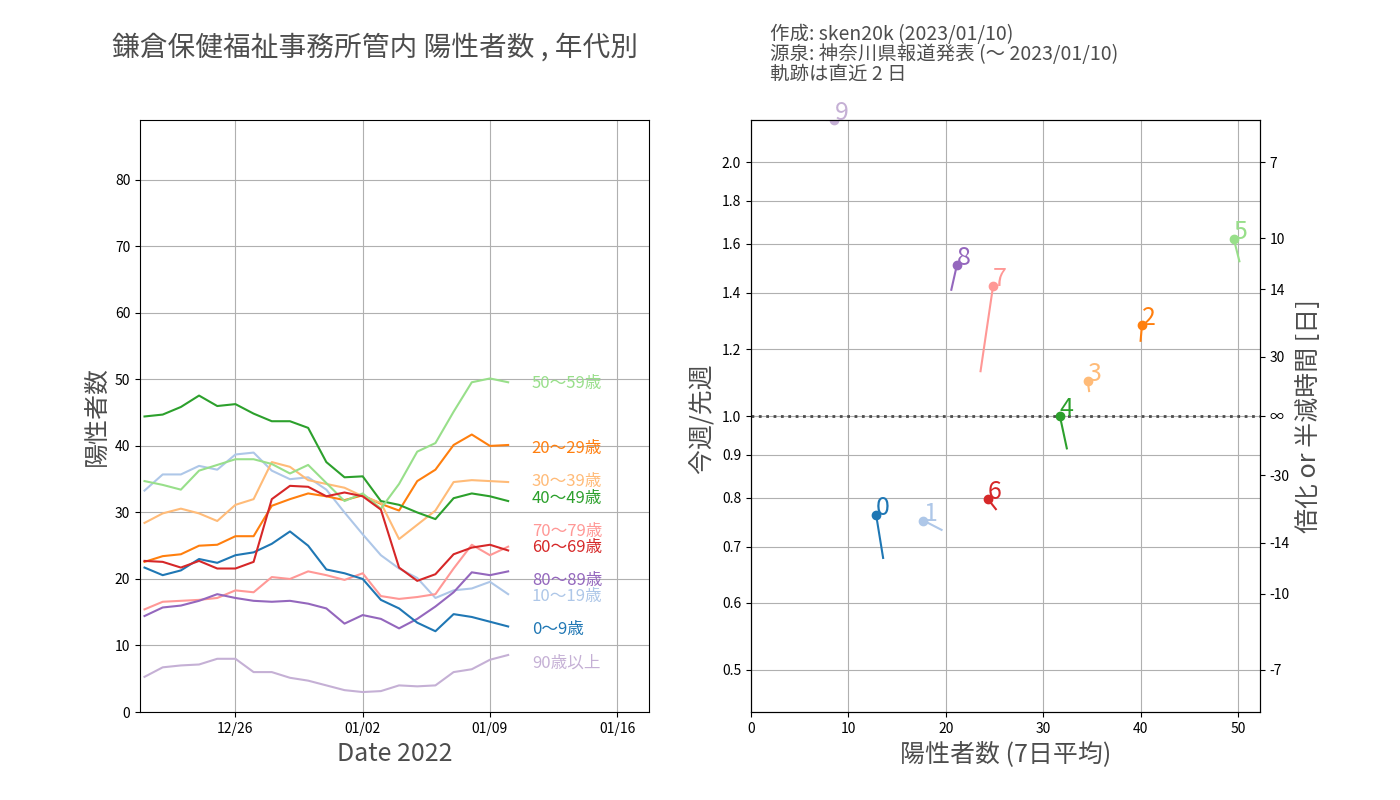 鎌倉保健福祉事務所管内 陽性者数 , 年代別
作成: sken20k (2023/01/10)
源泉: 神奈川県報道発表 (〜 2023/01/10)
軌跡は直近 2 日
陽性者数
80
70
60
50
40
30
20
10
0
50〜59歳
20〜29歳
30〜39歳
40〜49歳
70〜79歳
60〜69歳
80〜89歳
10〜19歳
0〜9歳
90歳以上
12/26
01/02
01/09
01/16
Date 2022
今週/先週
2.0
1.8
1.6
1.4
1.2
1.0
0.9
0.8
0.7
0.6
0.5
9
5
8
7
2
3
4
6
0
1
7
10
14
30
∞
-30
-14
-10
-7
倍化 or 半減時間 [日]
0
10
20
30
40
50
陽性者数 (7日平均)